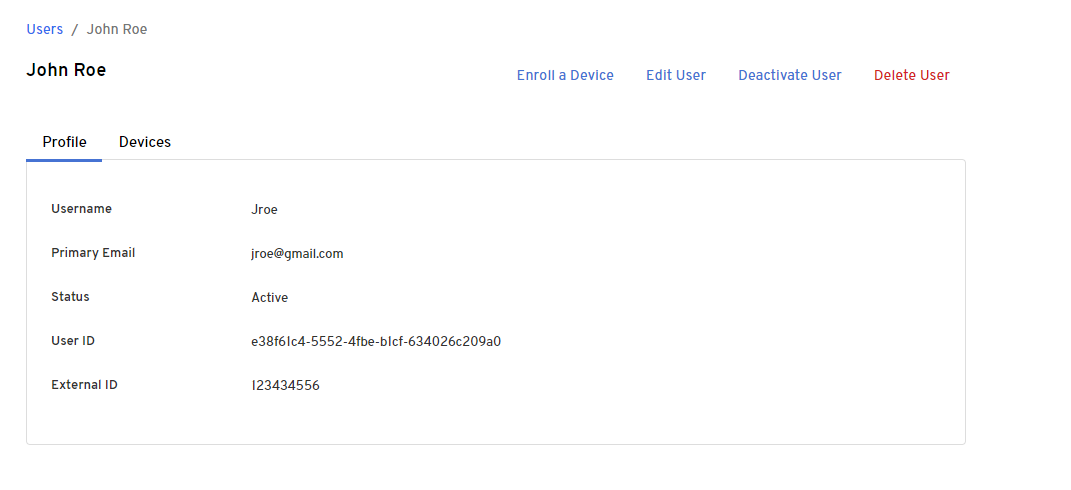 Users / John Roe
John Roe
Enroll a Device Edit User Deactivate User Delete User
Profile Devices
Username Jroe
Primary Email jroe@gmail.com
Status Active
User ID e38f61c4-5552-4fbe-b1cf-634026c209a0
External ID 123434556